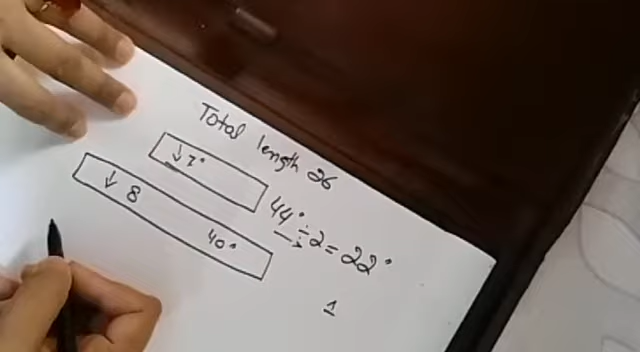 Total length 26
↓ 7"
↓ 8
40"
44" ÷ 2 = 22"
1